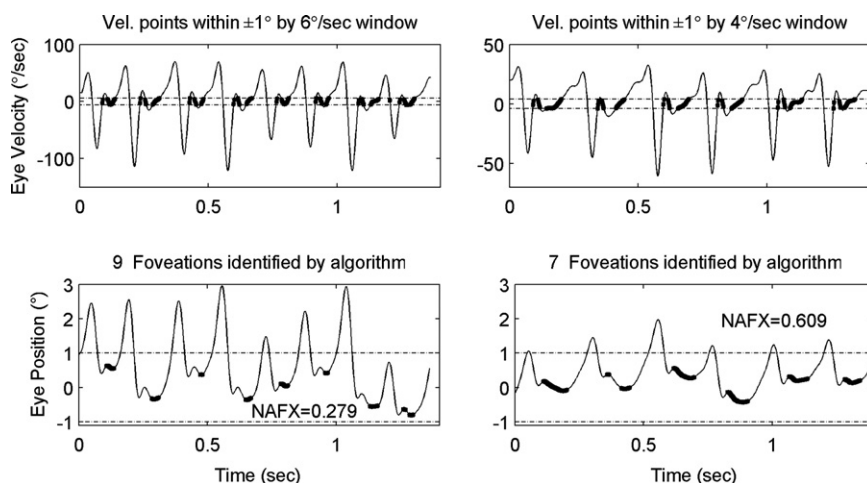 Vel. points within ±1° by 6°/sec window
Vel. points within ±1° by 4°/sec window
Eye Velocity (°/sec)
100
0
-100
0
0.5
1
50
0
-50
0
0.5
1
9 Foveations identified by algorithm
7 Foveations identified by algorithm
Eye Position (°)
3
2
1
0
-1
NAFX=0.279
0
0.5
1
Time (sec)
3
2
1
0
-1
NAFX=0.609
0
0.5
1
Time (sec)